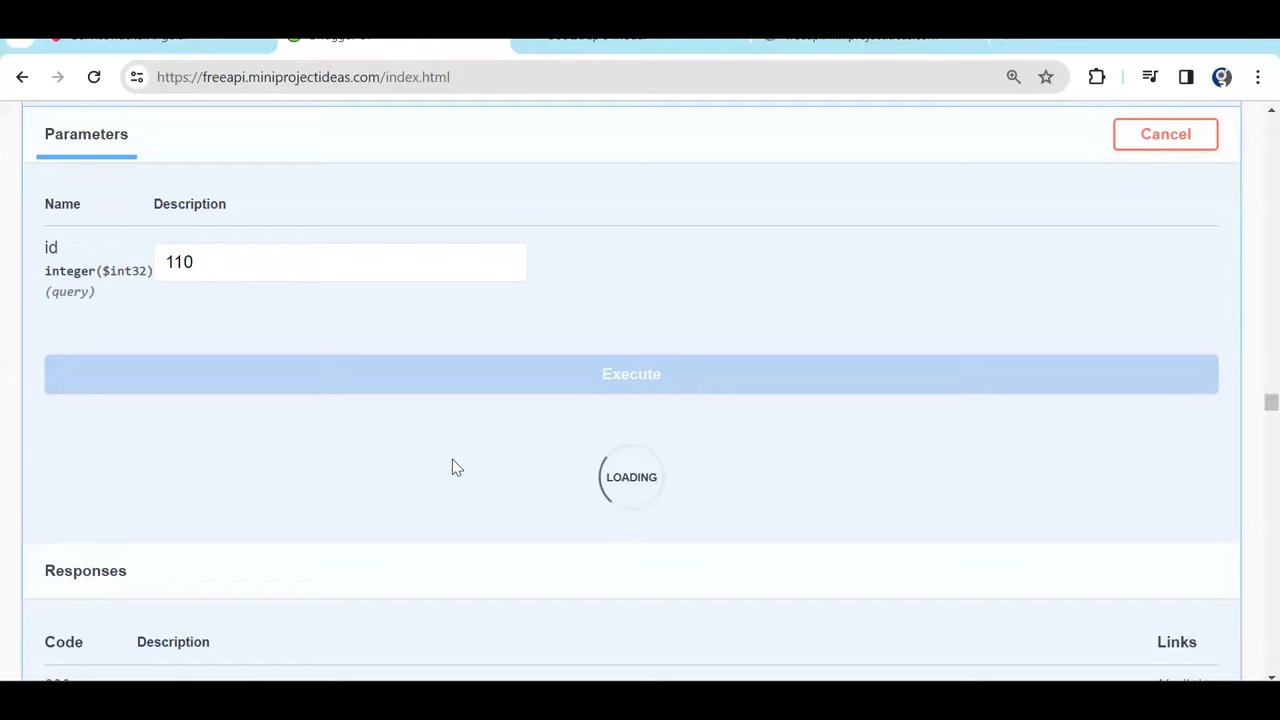 https://freeapi.miniprojectideas.com/index.html
Parameters
Cancel
Name Description
id
integer($int32)
(query)
110
Execute
LOADING
Responses
Code Description Links